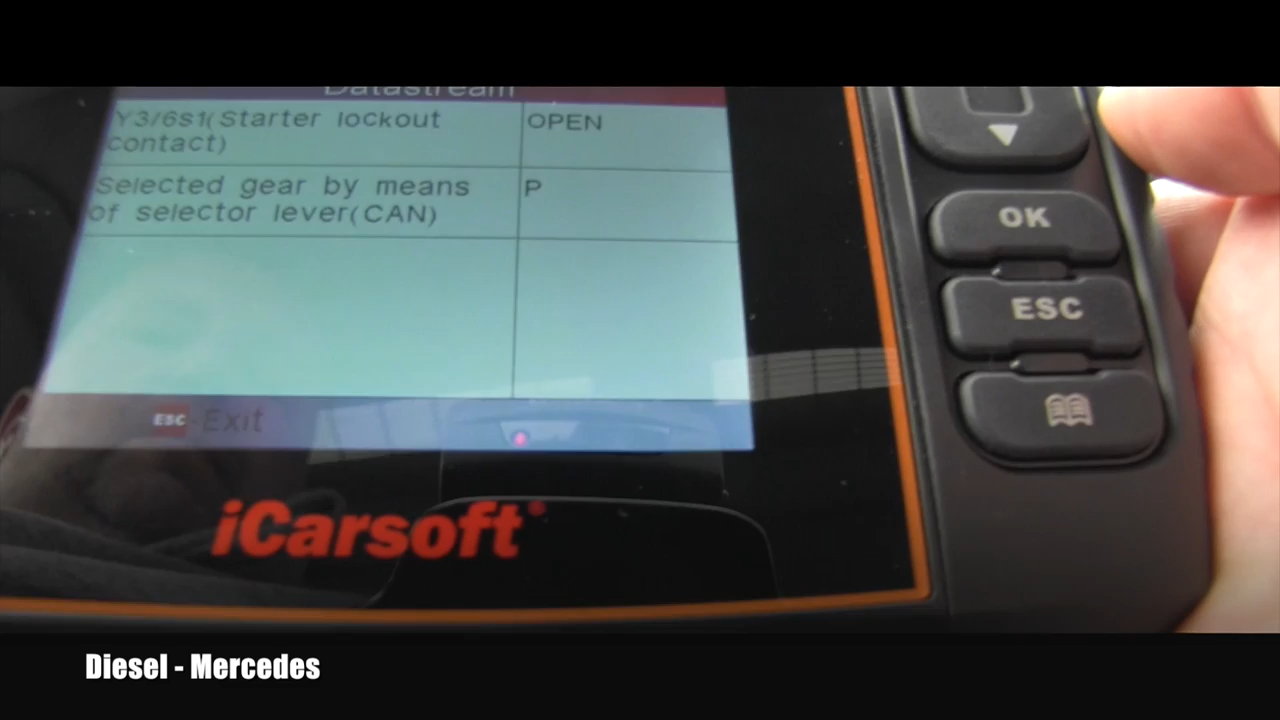 Datastream
Y3/6s1(Starter lockout
contact)
OPEN
Selected gear by means
of selector lever(CAN)
P
ESC-Exit
iCarsoft®
OK
ESC
Diesel - Mercedes